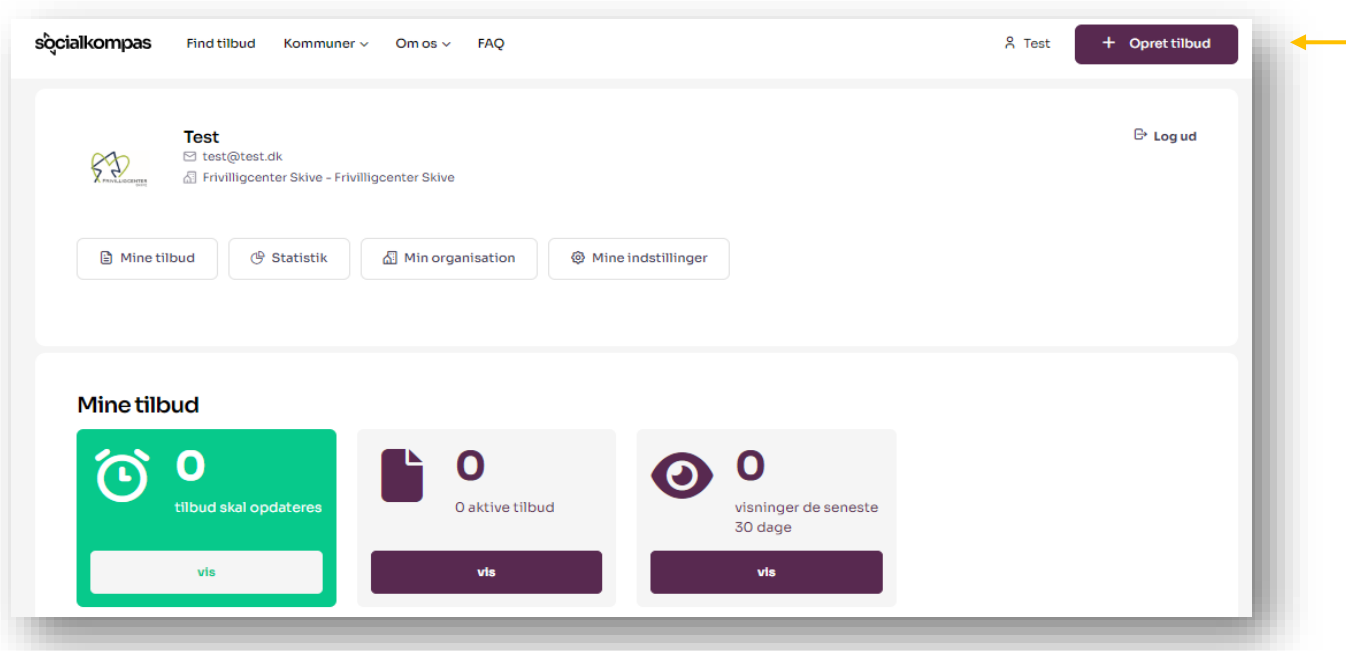 socialkompas Find tilbud Kommuner Om os FAQ Test + Opret tilbud
Test
Log ud
test@test.dk
Frivilligcenter Skive - Frivilligcenter Skive
FRIVILLIGCENTER
Mine tilbud Statistik Min organisation Mine indstillinger
Mine tilbud
0 0 0
tilbud skal opdateres 0 aktive tilbud visninger de seneste
30 dage
vis vis vis